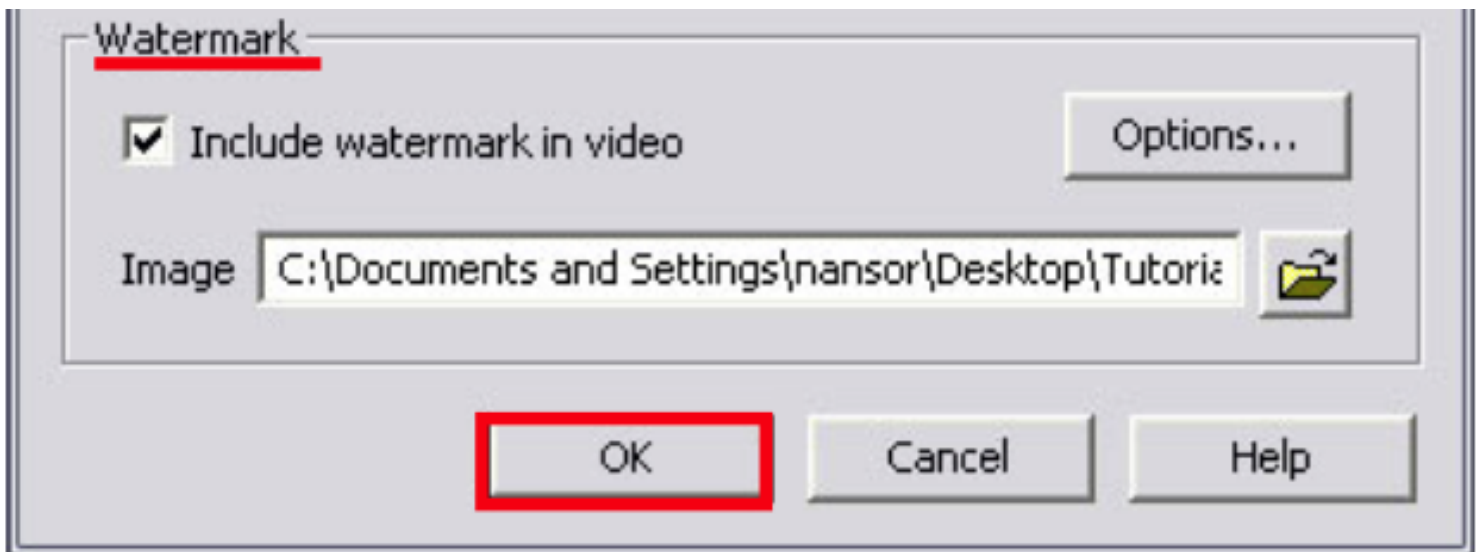 Watermark
Include watermark in video
Options...
Image C:\Documents and Settings\nansor\Desktop\Tutoria
OK Cancel Help